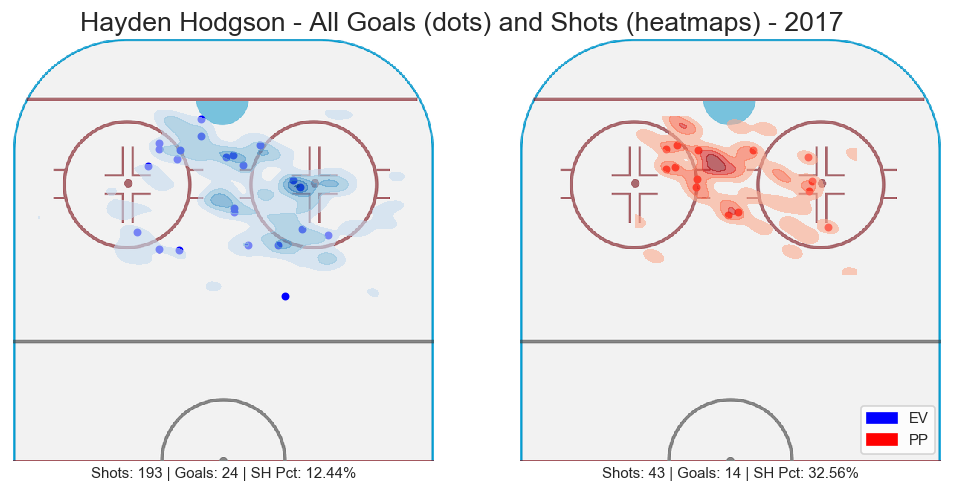 Hayden Hodgson - All Goals (dots) and Shots (heatmaps) - 2017
EV
PP
Shots: 193 | Goals: 24 | SH Pct: 12.44%
Shots: 43 | Goals: 14 | SH Pct: 32.56%